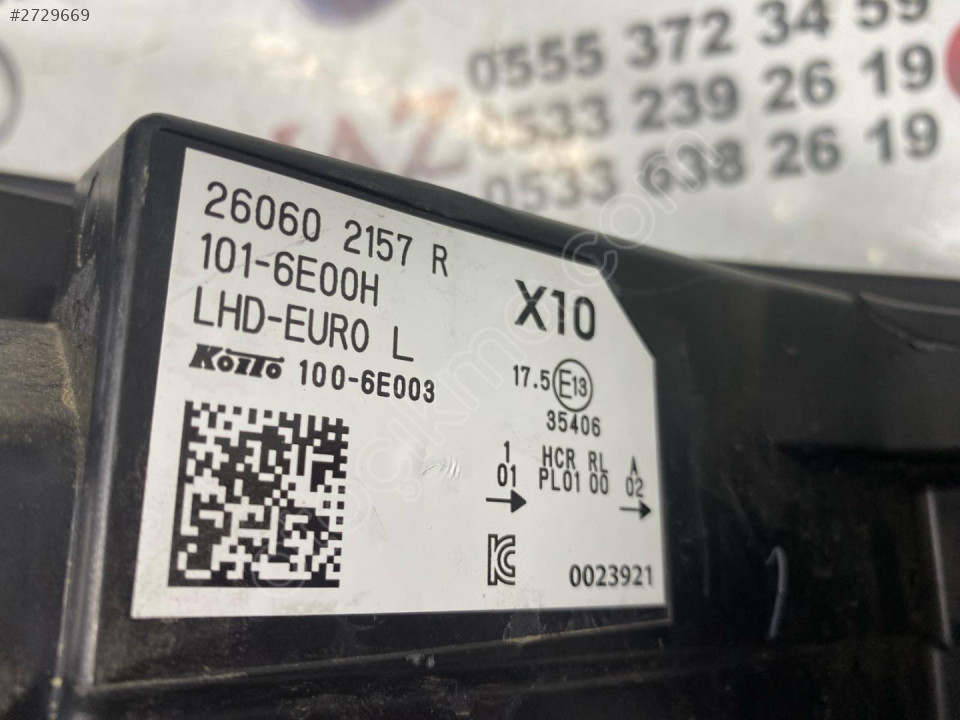 #2729669
0555 372 34 59
0533 239 26 19
0533 638 26 19
26060 2157 R
101-6E00H
LHD-EURO L
X10
KOITO 100-6E003
17.5 E13
35406
1 HCR RL A
01 PL01 00 02
0023921